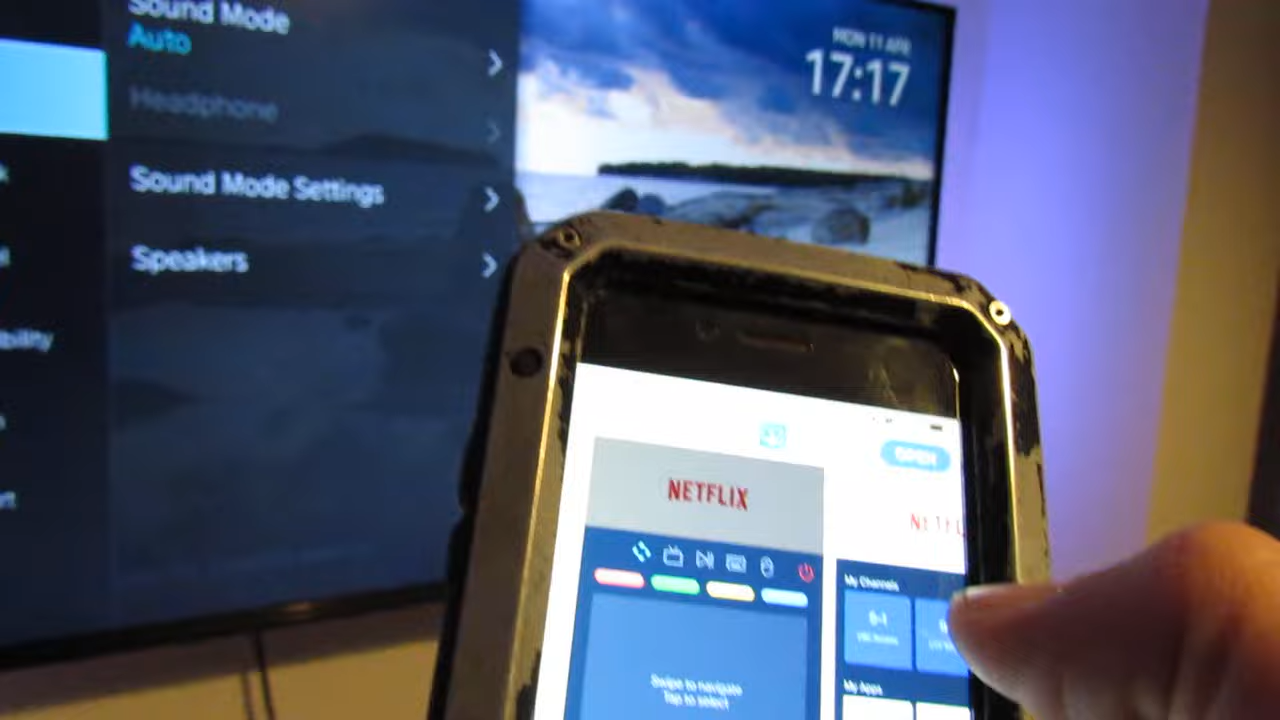 Sound Mode
Auto
Headphone
Sound Mode Settings
Speakers
MON 11 APR
17:17
OPEN
NETFLIX
My Channels
My Apps
Swipe to navigate
Tap to select